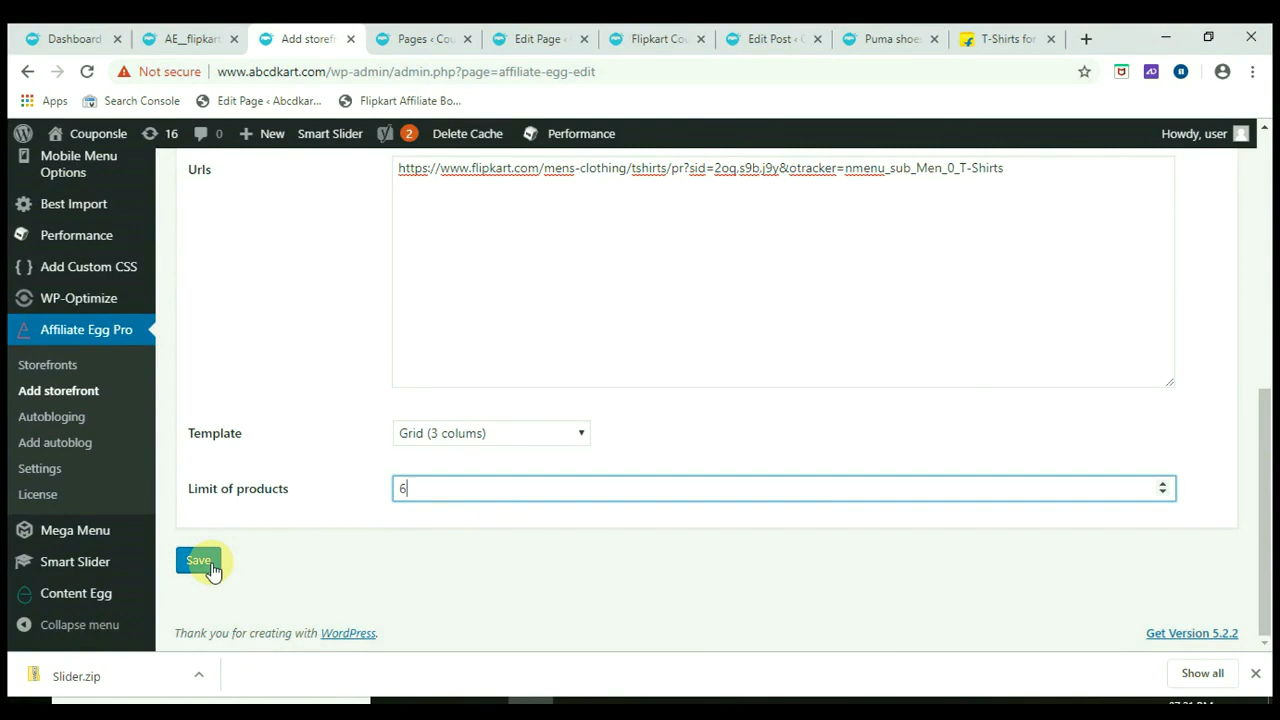 Dashboard
AE__flipkar
Add storef
Pages ‹ Cou
Edit Page ‹
Flipkart Cou
Edit Post ‹ C
Puma shoe
T-Shirts for
Not secure
www.abcdkart.com/wp-admin/admin.php?page=affiliate-egg-edit
Apps
Search Console
Edit Page ‹ Abcdkar...
Flipkart Affiliate Bo...
Couponsle
16
0
New
Smart Slider
2
Delete Cache
Performance
Howdy, user
Mobile Menu
Options
Best Import
Performance
Add Custom CSS
WP-Optimize
Affiliate Egg Pro
Storefronts
Add storefront
Autobloging
Add autoblog
Settings
License
Mega Menu
Smart Slider
Content Egg
Collapse menu
Urls
https://www.flipkart.com/mens-clothing/tshirts/pr?sid=2oq,s9b,j9y&otracker=nmenu_sub_Men_0_T-Shirts
Template
Grid (3 colums)
Limit of products
6
Save
Thank you for creating with WordPress.
Get Version 5.2.2
Slider.zip
Show all